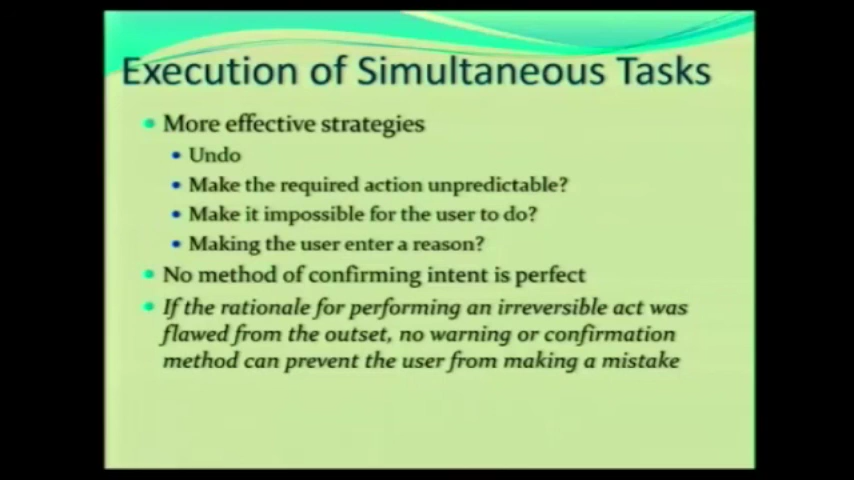 Execution of Simultaneous Tasks
More effective strategies
Undo
Make the required action unpredictable?
Make it impossible for the user to do?
Making the user enter a reason?
No method of confirming intent is perfect
If the rationale for performing an irreversible act was
flawed from the outset, no warning or confirmation
method can prevent the user from making a mistake